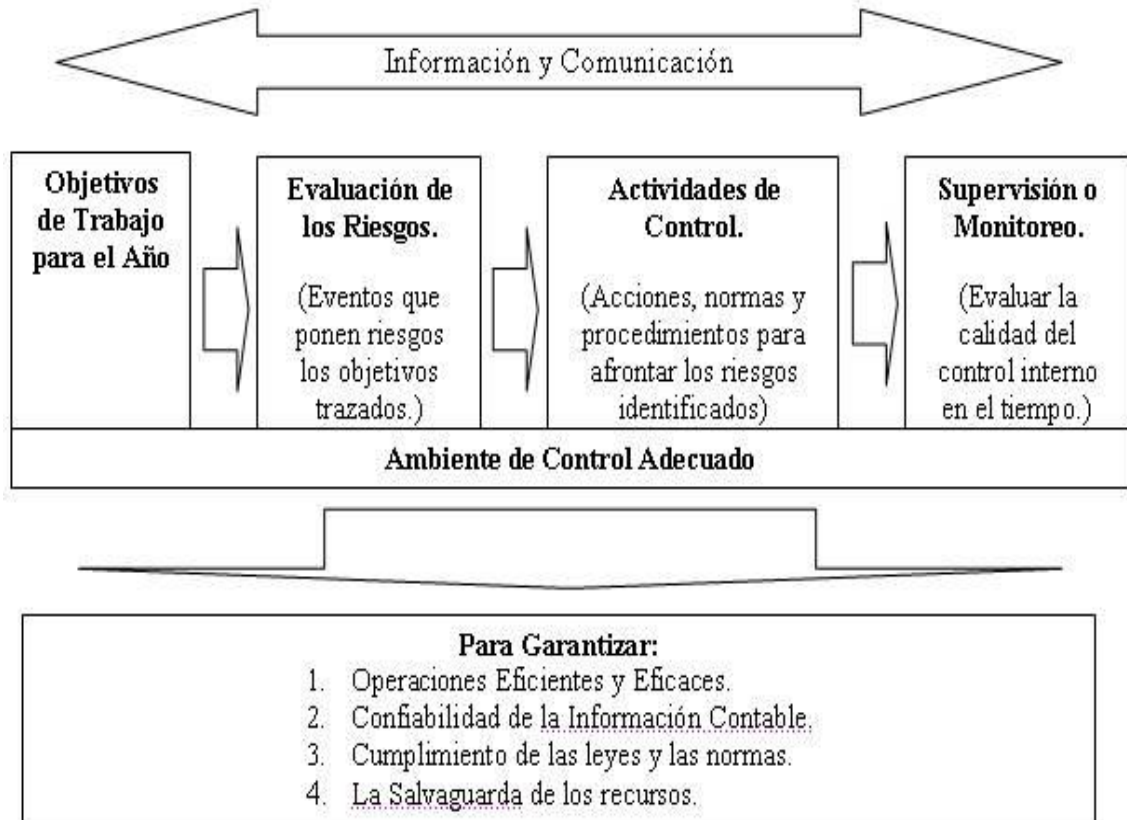 Información y Comunicación
Objetivos
de Trabajo
para el Año
Evaluación de
los Riesgos.
(Eventos que
ponen riesgos
los objetivos
trazados.)
Actividades de
Control.
(Acciones, normas y
procedimientos para
afrontar los riesgos
identificados)
Supervisión o
Monitoreo.
(Evaluar la
calidad del
control interno
en el tiempo.)
Ambiente de Control Adecuado
Para Garantizar:
1. Operaciones Eficientes y Eficaces.
2. Confiabilidad de la Información Contable.
3. Cumplimiento de las leyes y las normas.
4. La Salvaguarda de los recursos.